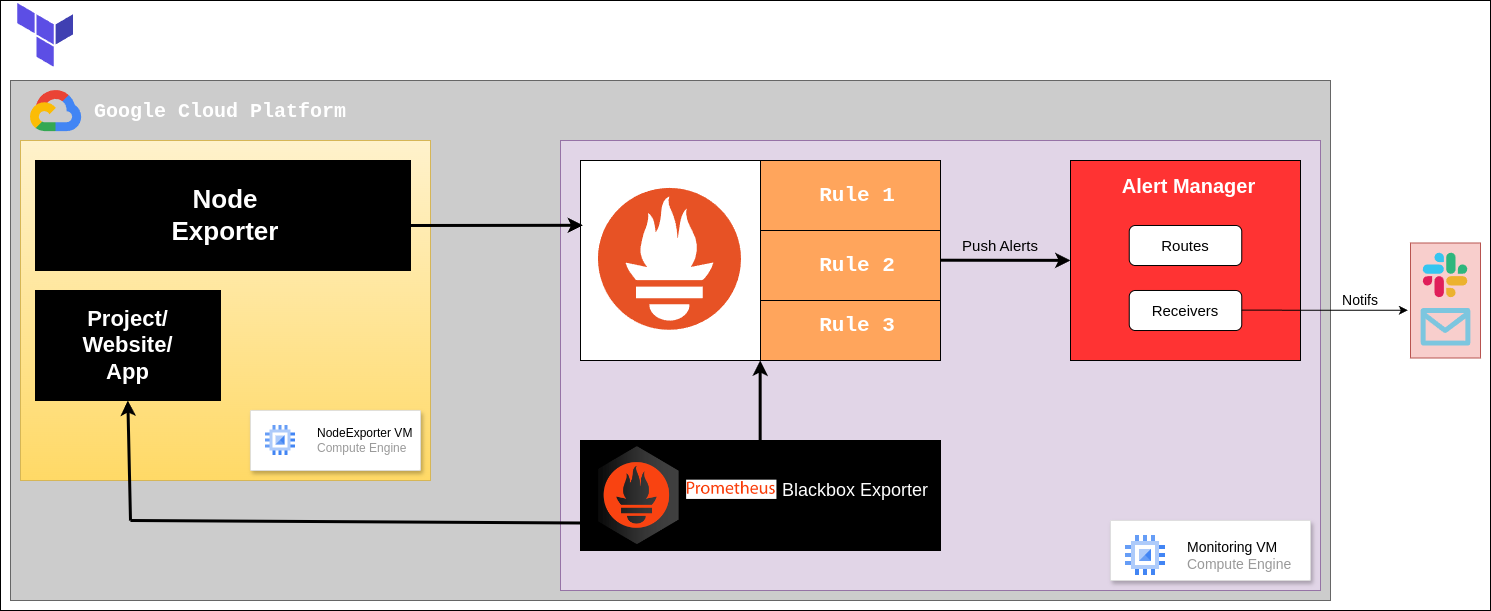 Google Cloud Platform
Node
Exporter
Project/
Website/
App
NodeExporter VM
Compute Engine
Rule 1
Rule 2
Rule 3
Push Alerts
Alert Manager
Routes
Receivers
Notifs
Prometheus Blackbox Exporter
Monitoring VM
Compute Engine